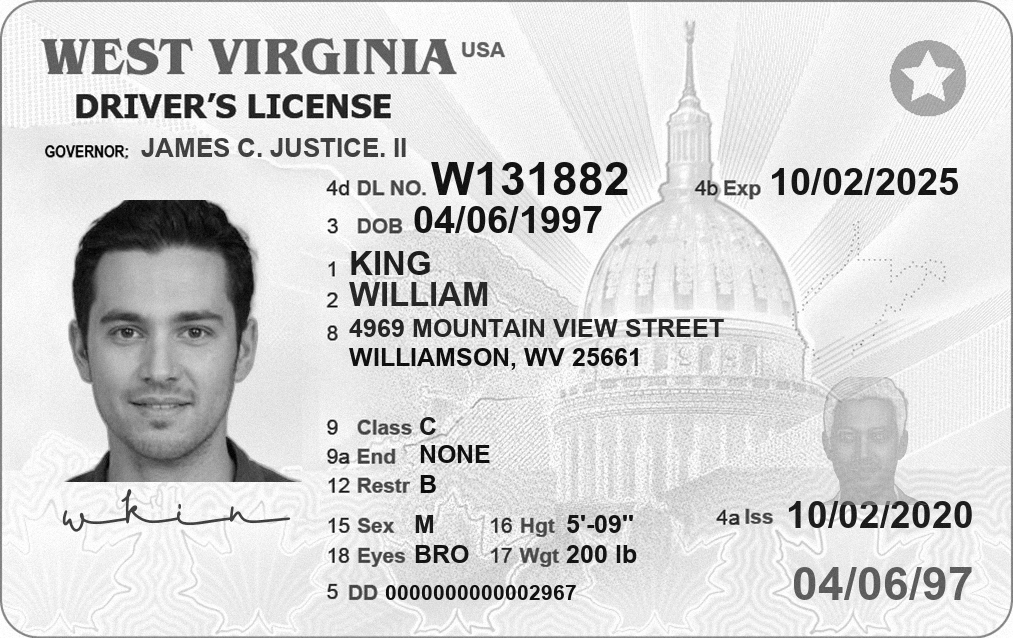 WEST VIRGINIA USA
DRIVER'S LICENSE
GOVERNOR: JAMES C. JUSTICE. II
4d DL NO. W131882 4b Exp 10/02/2025
3 DOB 04/06/1997
1 KING
2 WILLIAM
8 4969 MOUNTAIN VIEW STREET
WILLIAMSON, WV 25661
9 Class C
9a End NONE
12 Restr B
wkin
15 Sex M 16 Hgt 5'-09" 4a Iss 10/02/2020
18 Eyes BRO 17 Wgt 200 lb
5 DD 0000000000002967
04/06/97